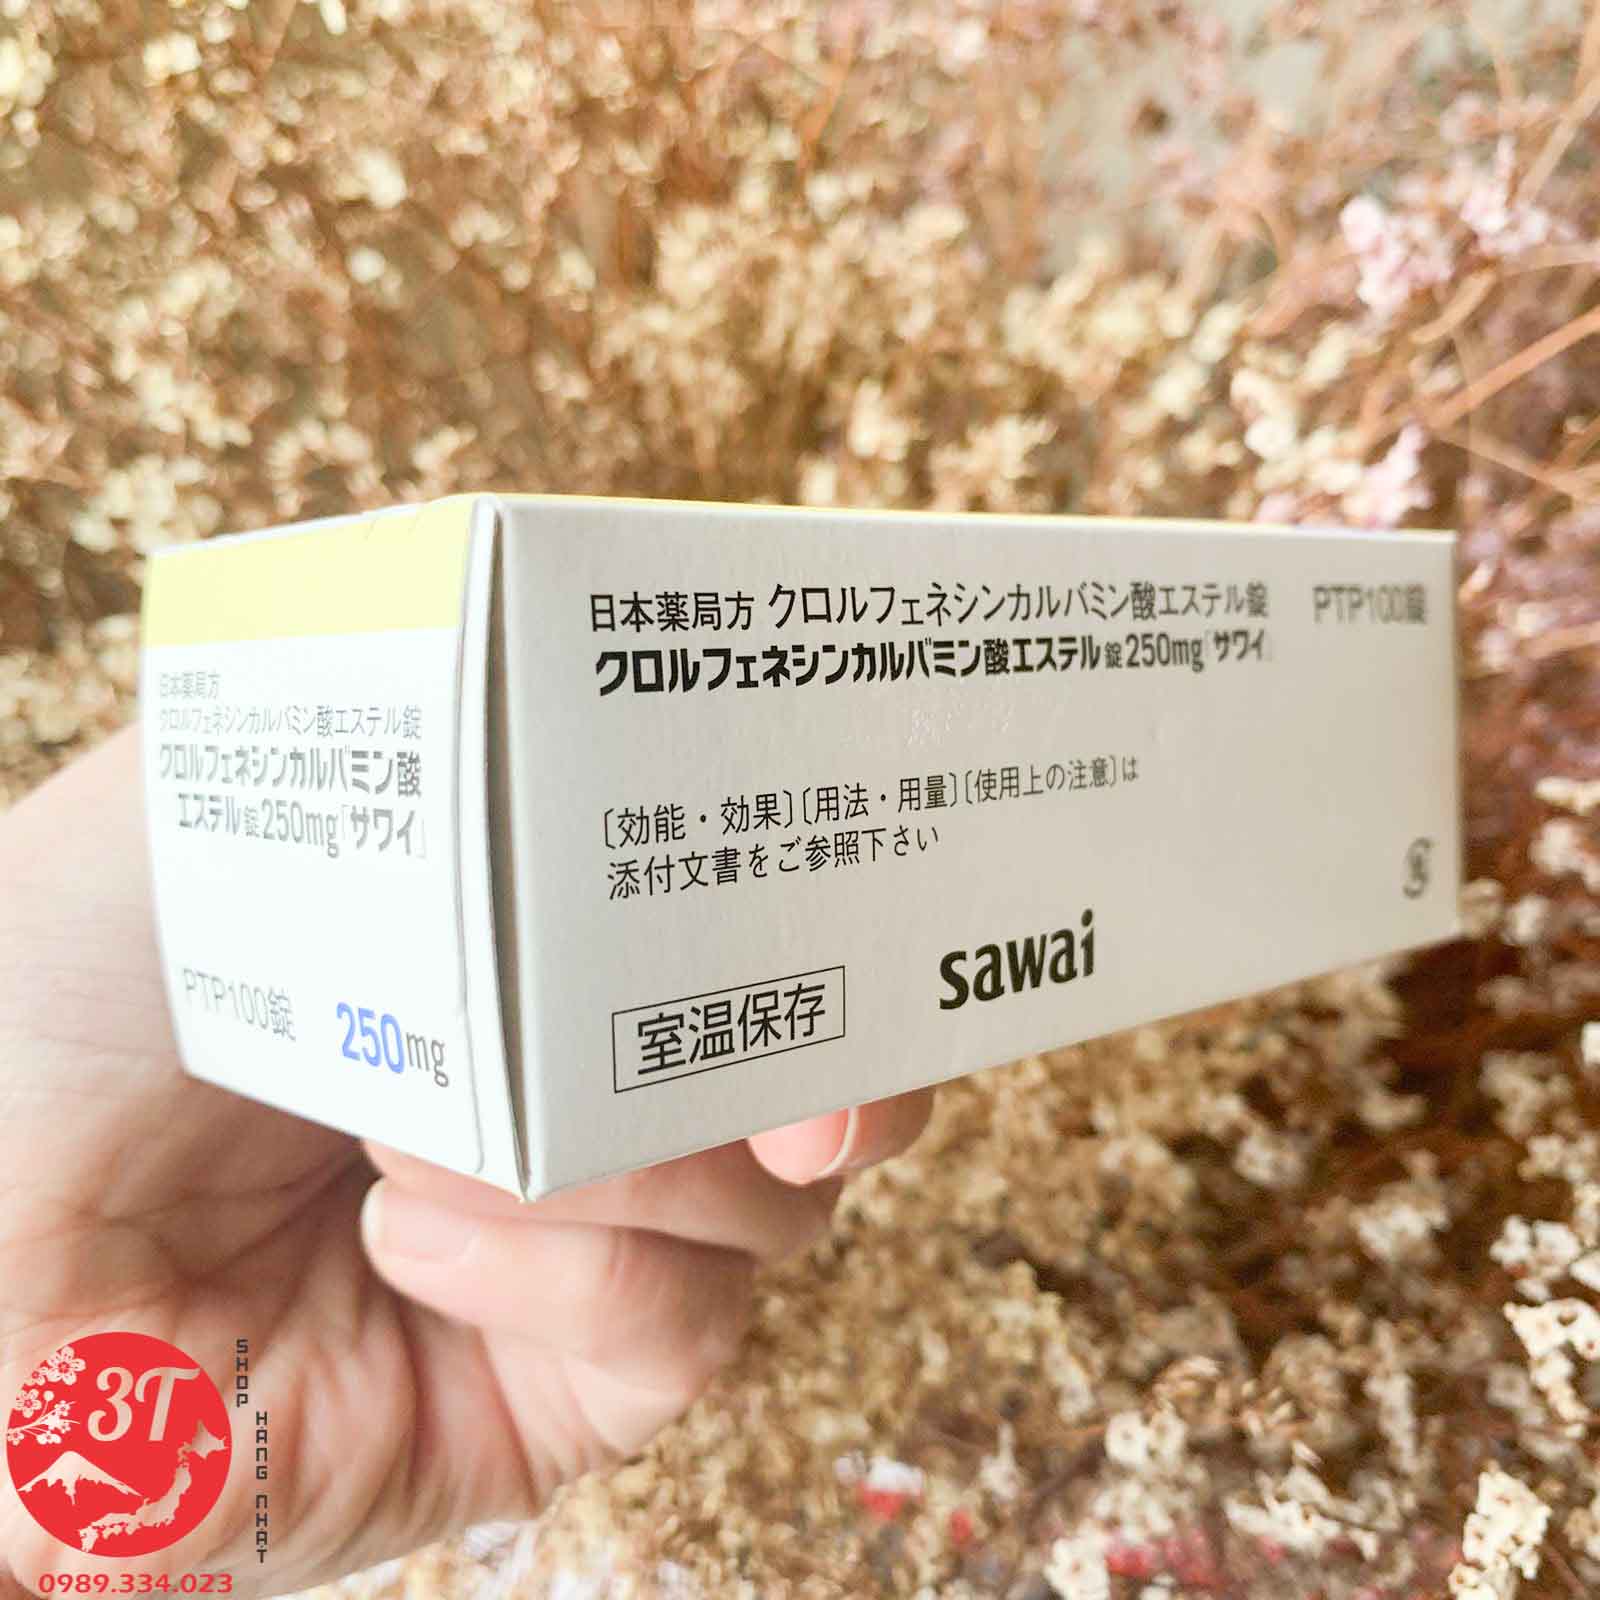 日本薬局方
クロルフェネシンカルバミン酸エステル錠
クロルフェネシンカルバミン酸
エステル錠250mg「サワイ」
PTP100錠
250mg
日本薬局方 クロルフェネシンカルバミン酸エステル錠
PTP100錠
クロルフェネシンカルバミン酸エステル錠250mg「サワイ」
〔効能・効果〕〔用法・用量〕〔使用上の注意〕は
添付文書をご参照下さい
sawai
室温保存
3T
SHOP
HÀNG NHẬT
0989.334.023